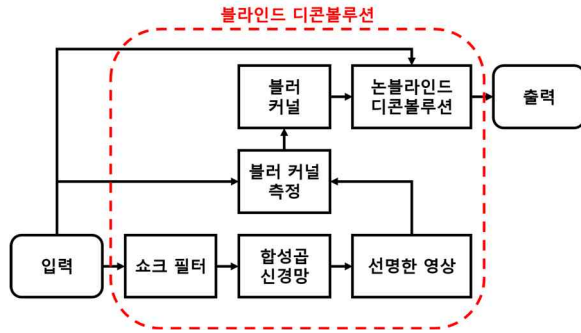 블라인드 디콘볼루션
블러
커널
논블라인드
디콘볼루션
출력
블러 커널
측정
입력
쇼크 필터
합성곱
신경망
선명한 영상